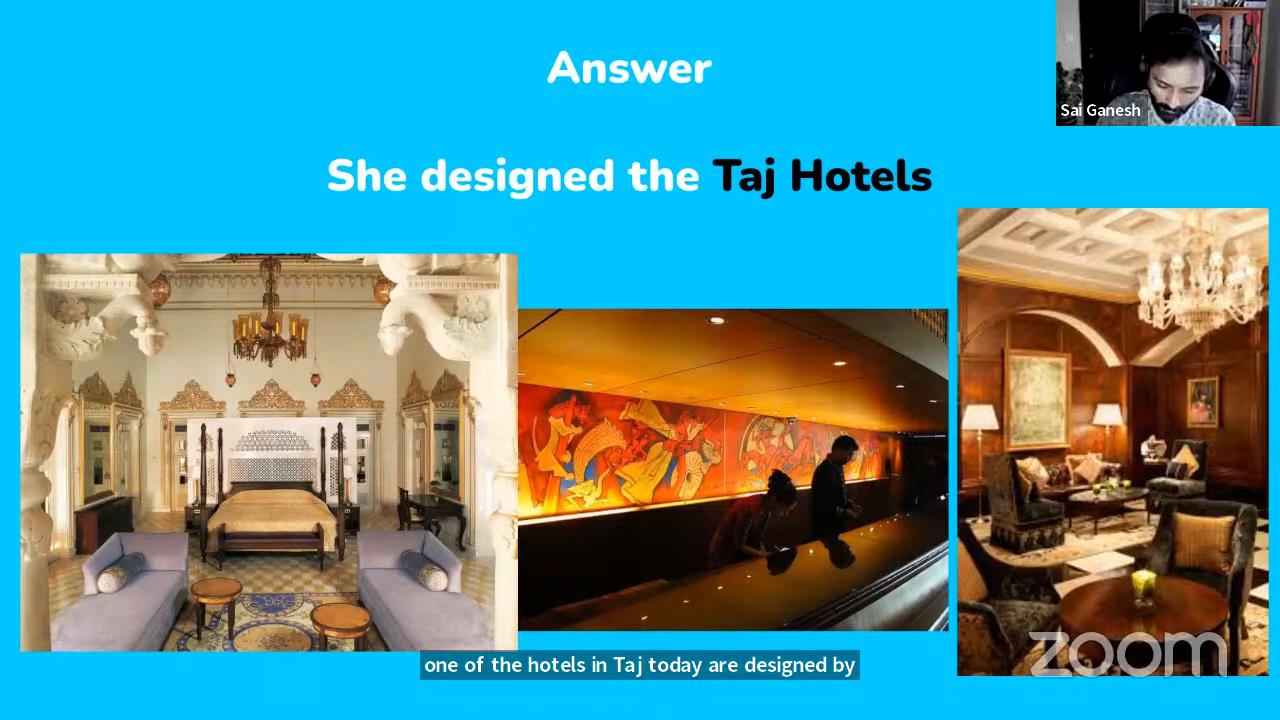 Answer
Sai Ganesh
She designed the Taj Hotels
one of the hotels in Taj today are designed by
zoom